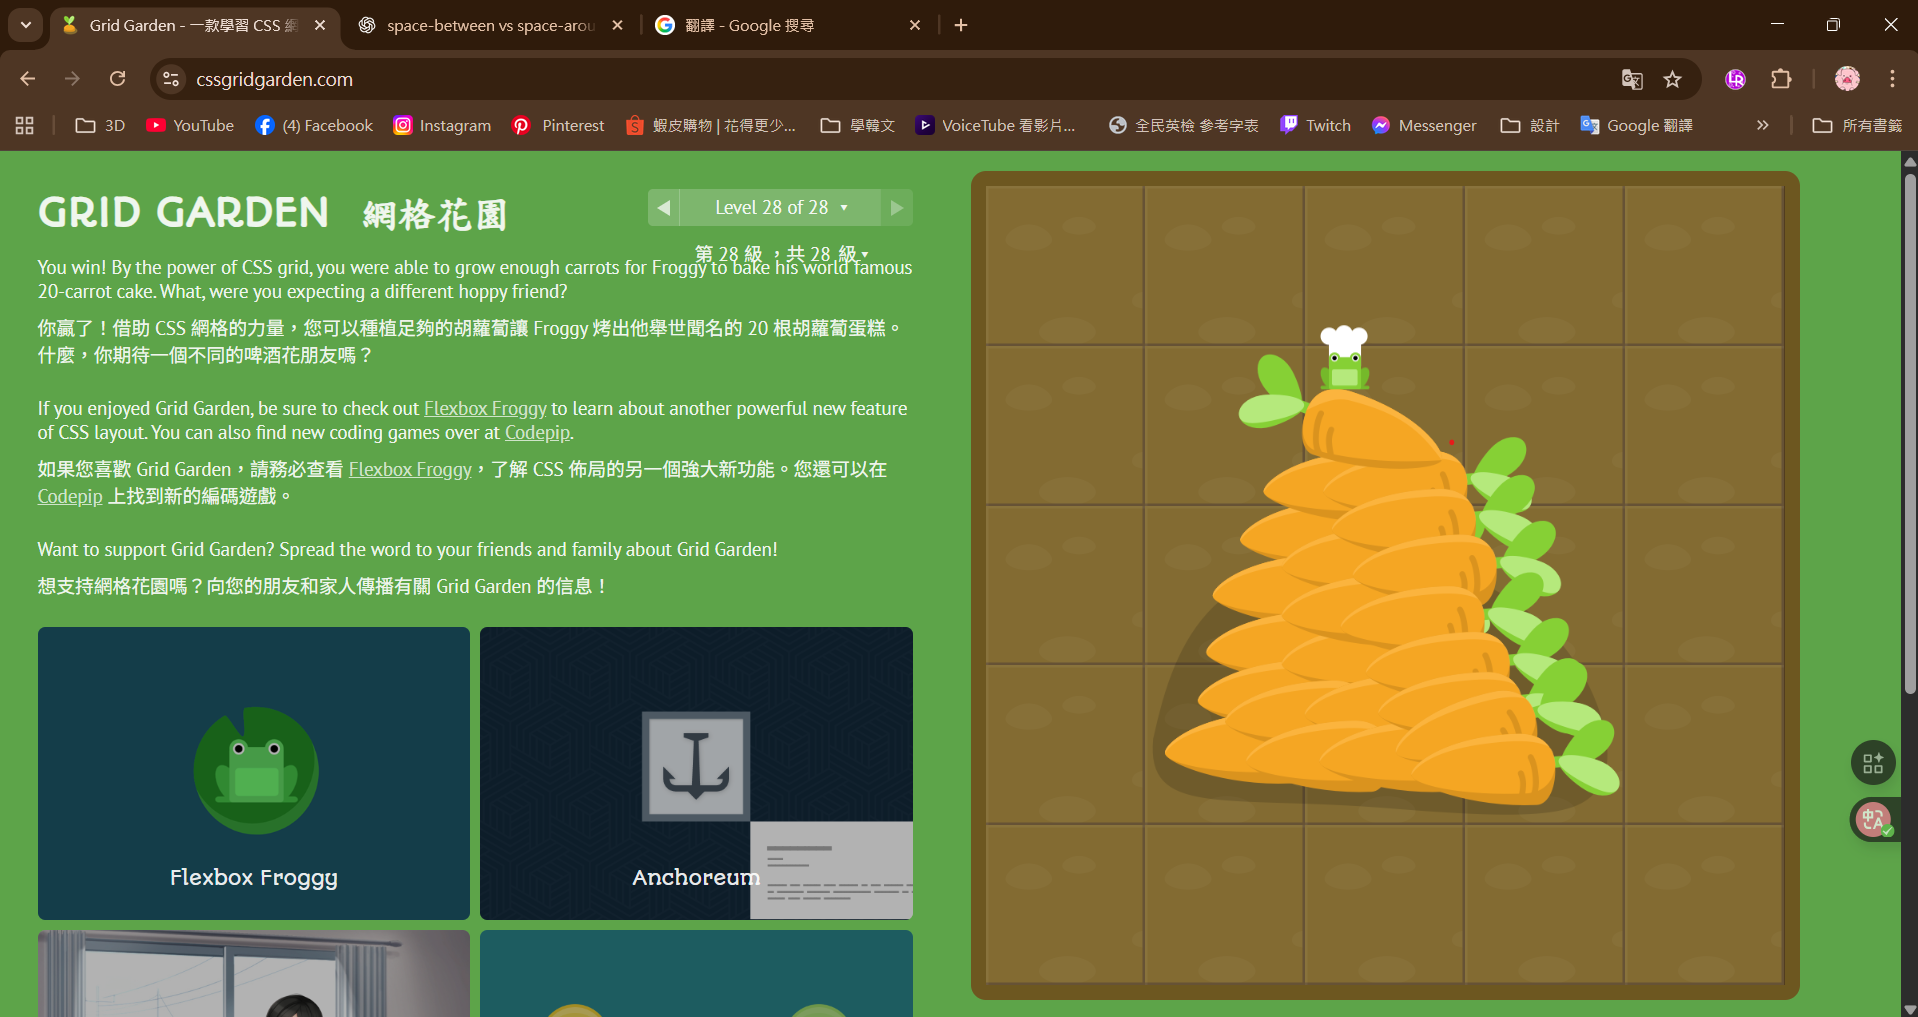 Grid Garden - 一款學習 CSS 網
space-between vs space-arou
翻譯 - Google 搜尋
cssgridgarden.com
3D
YouTube
(4) Facebook
Instagram
Pinterest
蝦皮購物 | 花得更少...
學韓文
VoiceTube 看影片...
全民英檢 參考字表
Twitch
Messenger
設計
Google 翻譯
所有書籤
GRID GARDEN 網格花園
Level 28 of 28
第 28 級 ，共 28 級
You win! By the power of CSS grid, you were able to grow enough carrots for Froggy to bake his world famous
20-carrot cake. What, were you expecting a different hoppy friend?
你贏了！借助 CSS 網格的力量，您可以種植足夠的胡蘿蔔讓 Froggy 烤出他舉世聞名的 20 根胡蘿蔔蛋糕。
什麼，你期待一個不同的啤酒花朋友嗎？
If you enjoyed Grid Garden, be sure to check out Flexbox Froggy to learn about another powerful new feature
of CSS layout. You can also find new coding games over at Codepip.
如果您喜歡 Grid Garden，請務必查看 Flexbox Froggy，了解 CSS 佈局的另一個強大新功能。您還可以在
Codepip 上找到新的編碼遊戲。
Want to support Grid Garden? Spread the word to your friends and family about Grid Garden!
想支持網格花園嗎？向您的朋友和家人傳播有關 Grid Garden 的信息！
Flexbox Froggy
Anchoreum